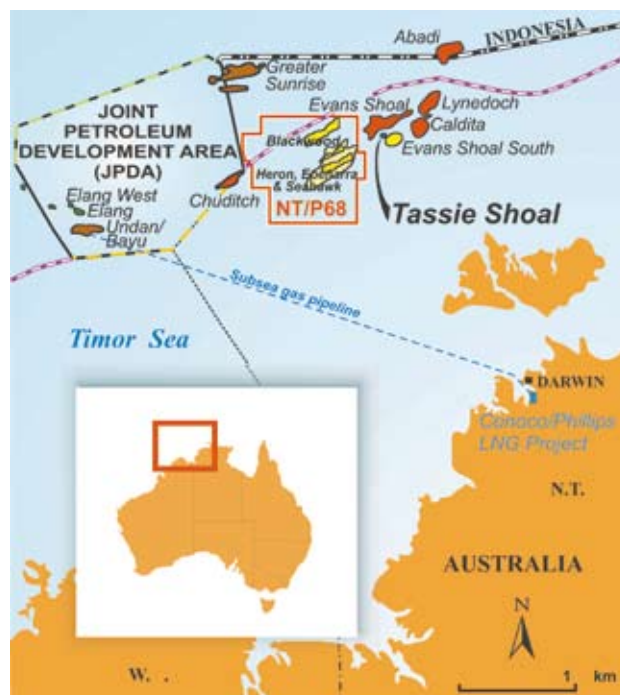 INDONESIA
Abadi
Greater
Sunrise
Evans Shoal
Lynedoch
Caldita
JOINT
PETROLEUM
DEVELOPMENT AREA
(JPDA)
Blackwood
Evans Shoal South
Heron, Epenarra
& Seahawk
Elang West
Elang
Undan/
Bayu
Chuditch
NT/P68
Tassie Shoal
Subsea gas pipeline
Timor Sea
DARWIN
Conoco/Phillips
LNG Project
N.T.
AUSTRALIA
N
W. .
1 km